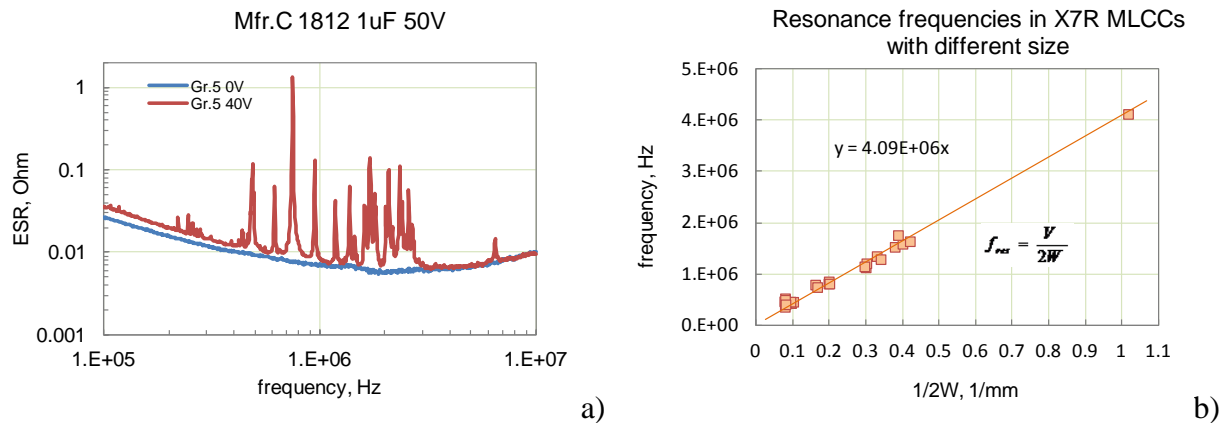 Mfr.C 1812 1uF 50V
ESR, Ohm
1
0.1
0.01
0.001
Gr.5 0V
Gr.5 40V
1.E+05
1.E+06
1.E+07
frequency, Hz
a)
Resonance frequencies in X7R MLCCs
with different size
frequency, Hz
5.E+06
4.E+06
3.E+06
2.E+06
1.E+06
0.E+00
y = 4.09E+06x
f_res = V / 2W
0
0.1
0.2
0.3
0.4
0.5
0.6
0.7
0.8
0.9
1
1.1
1/2W, 1/mm
b)